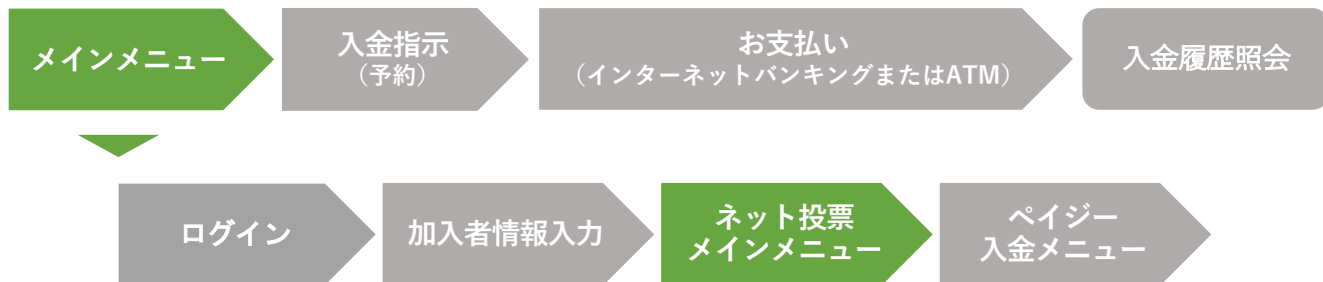 メインメニュー
入金指示
（予約）
お支払い
（インターネットバンキングまたはATM）
入金履歴照会
ログイン
加入者情報入力
ネット投票
メインメニュー
ペイジー
入金メニュー